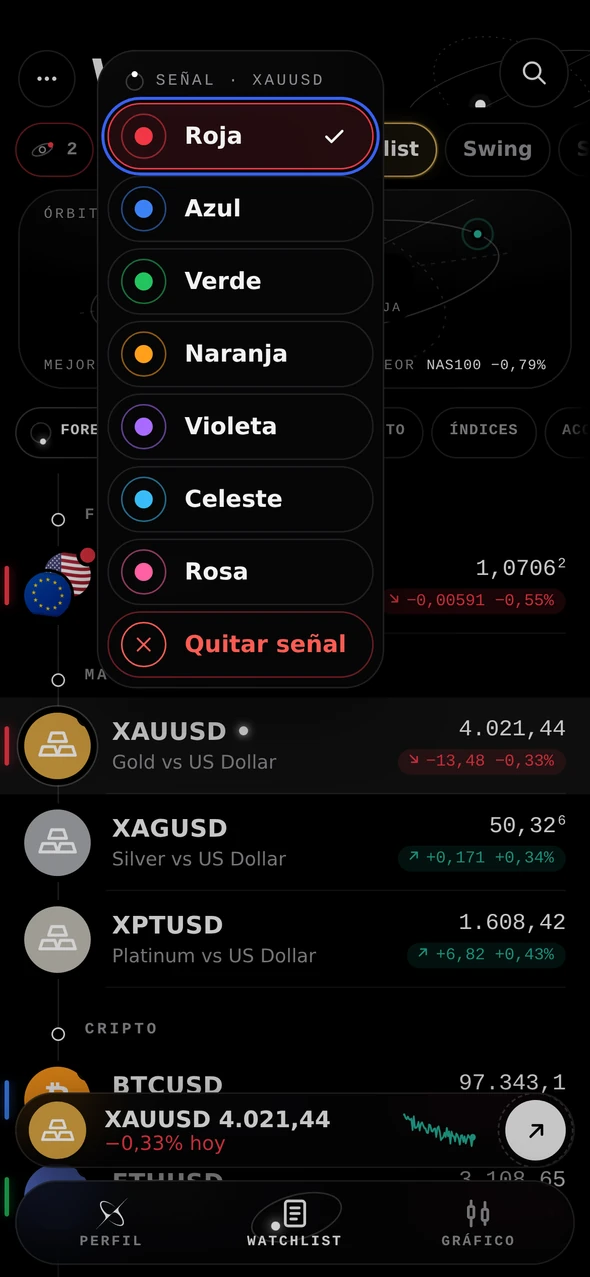 SEÑAL · XAUUSD
2
list
Swing
Roja
Azul
Verde
Naranja
Violeta
Celeste
Rosa
Quitar señal
ÓRBIT
JA
MEJOR
EOR NAS100 −0,79%
FORE
TO
ÍNDICES
ACC
F
1,0706²
↘ −0,00591 −0,55%
MA
XAUUSD
4.021,44
Gold vs US Dollar
↘ −13,48 −0,33%
XAGUSD
50,32⁶
Silver vs US Dollar
↗ +0,171 +0,34%
XPTUSD
1.608,42
Platinum vs US Dollar
↗ +6,82 +0,43%
CRIPTO
BTCUSD
97.343,1
XAUUSD 4.021,44
−0,33% hoy
ETHUSD
3.108,65
PERFIL
WATCHLIST
GRÁFICO